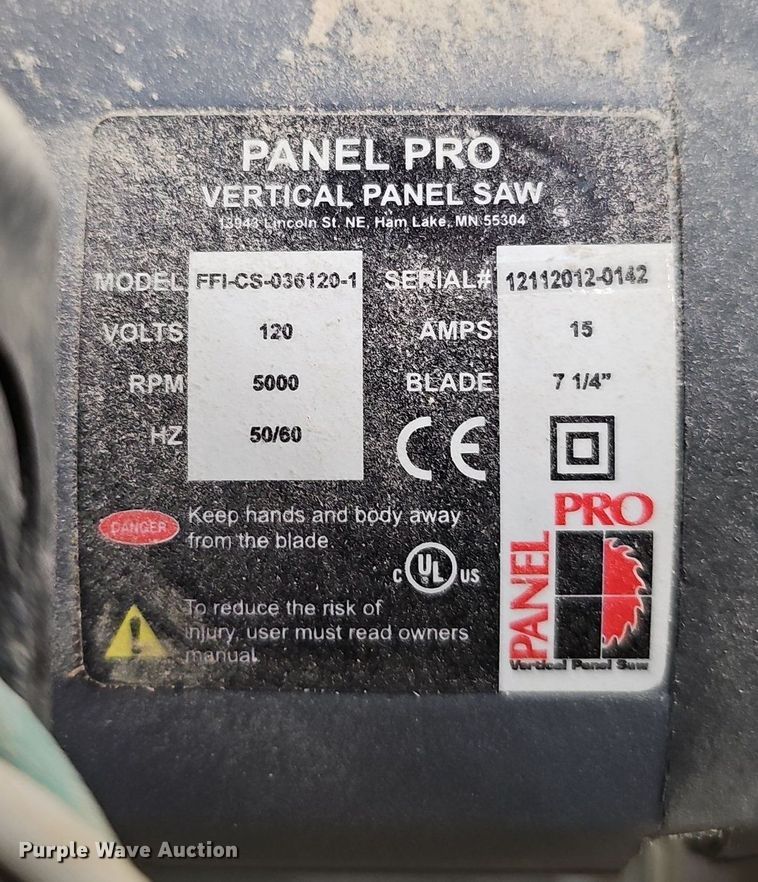 PANEL PRO
VERTICAL PANEL SAW
13941 Lincoln St. NE, Ham Lake, MN 55304
MODEL FFI-CS-036120-1 SERIAL# 12112012-0142
VOLTS 120 AMPS 15
RPM 5000 BLADE 7 1/4"
HZ 50/60 CE
DANGER Keep hands and body away
from the blade.
C UL US
To reduce the risk of
injury, user must read owners
manual.
PRO
PANEL
Vertical Panel Saw
Purple Wave Auction